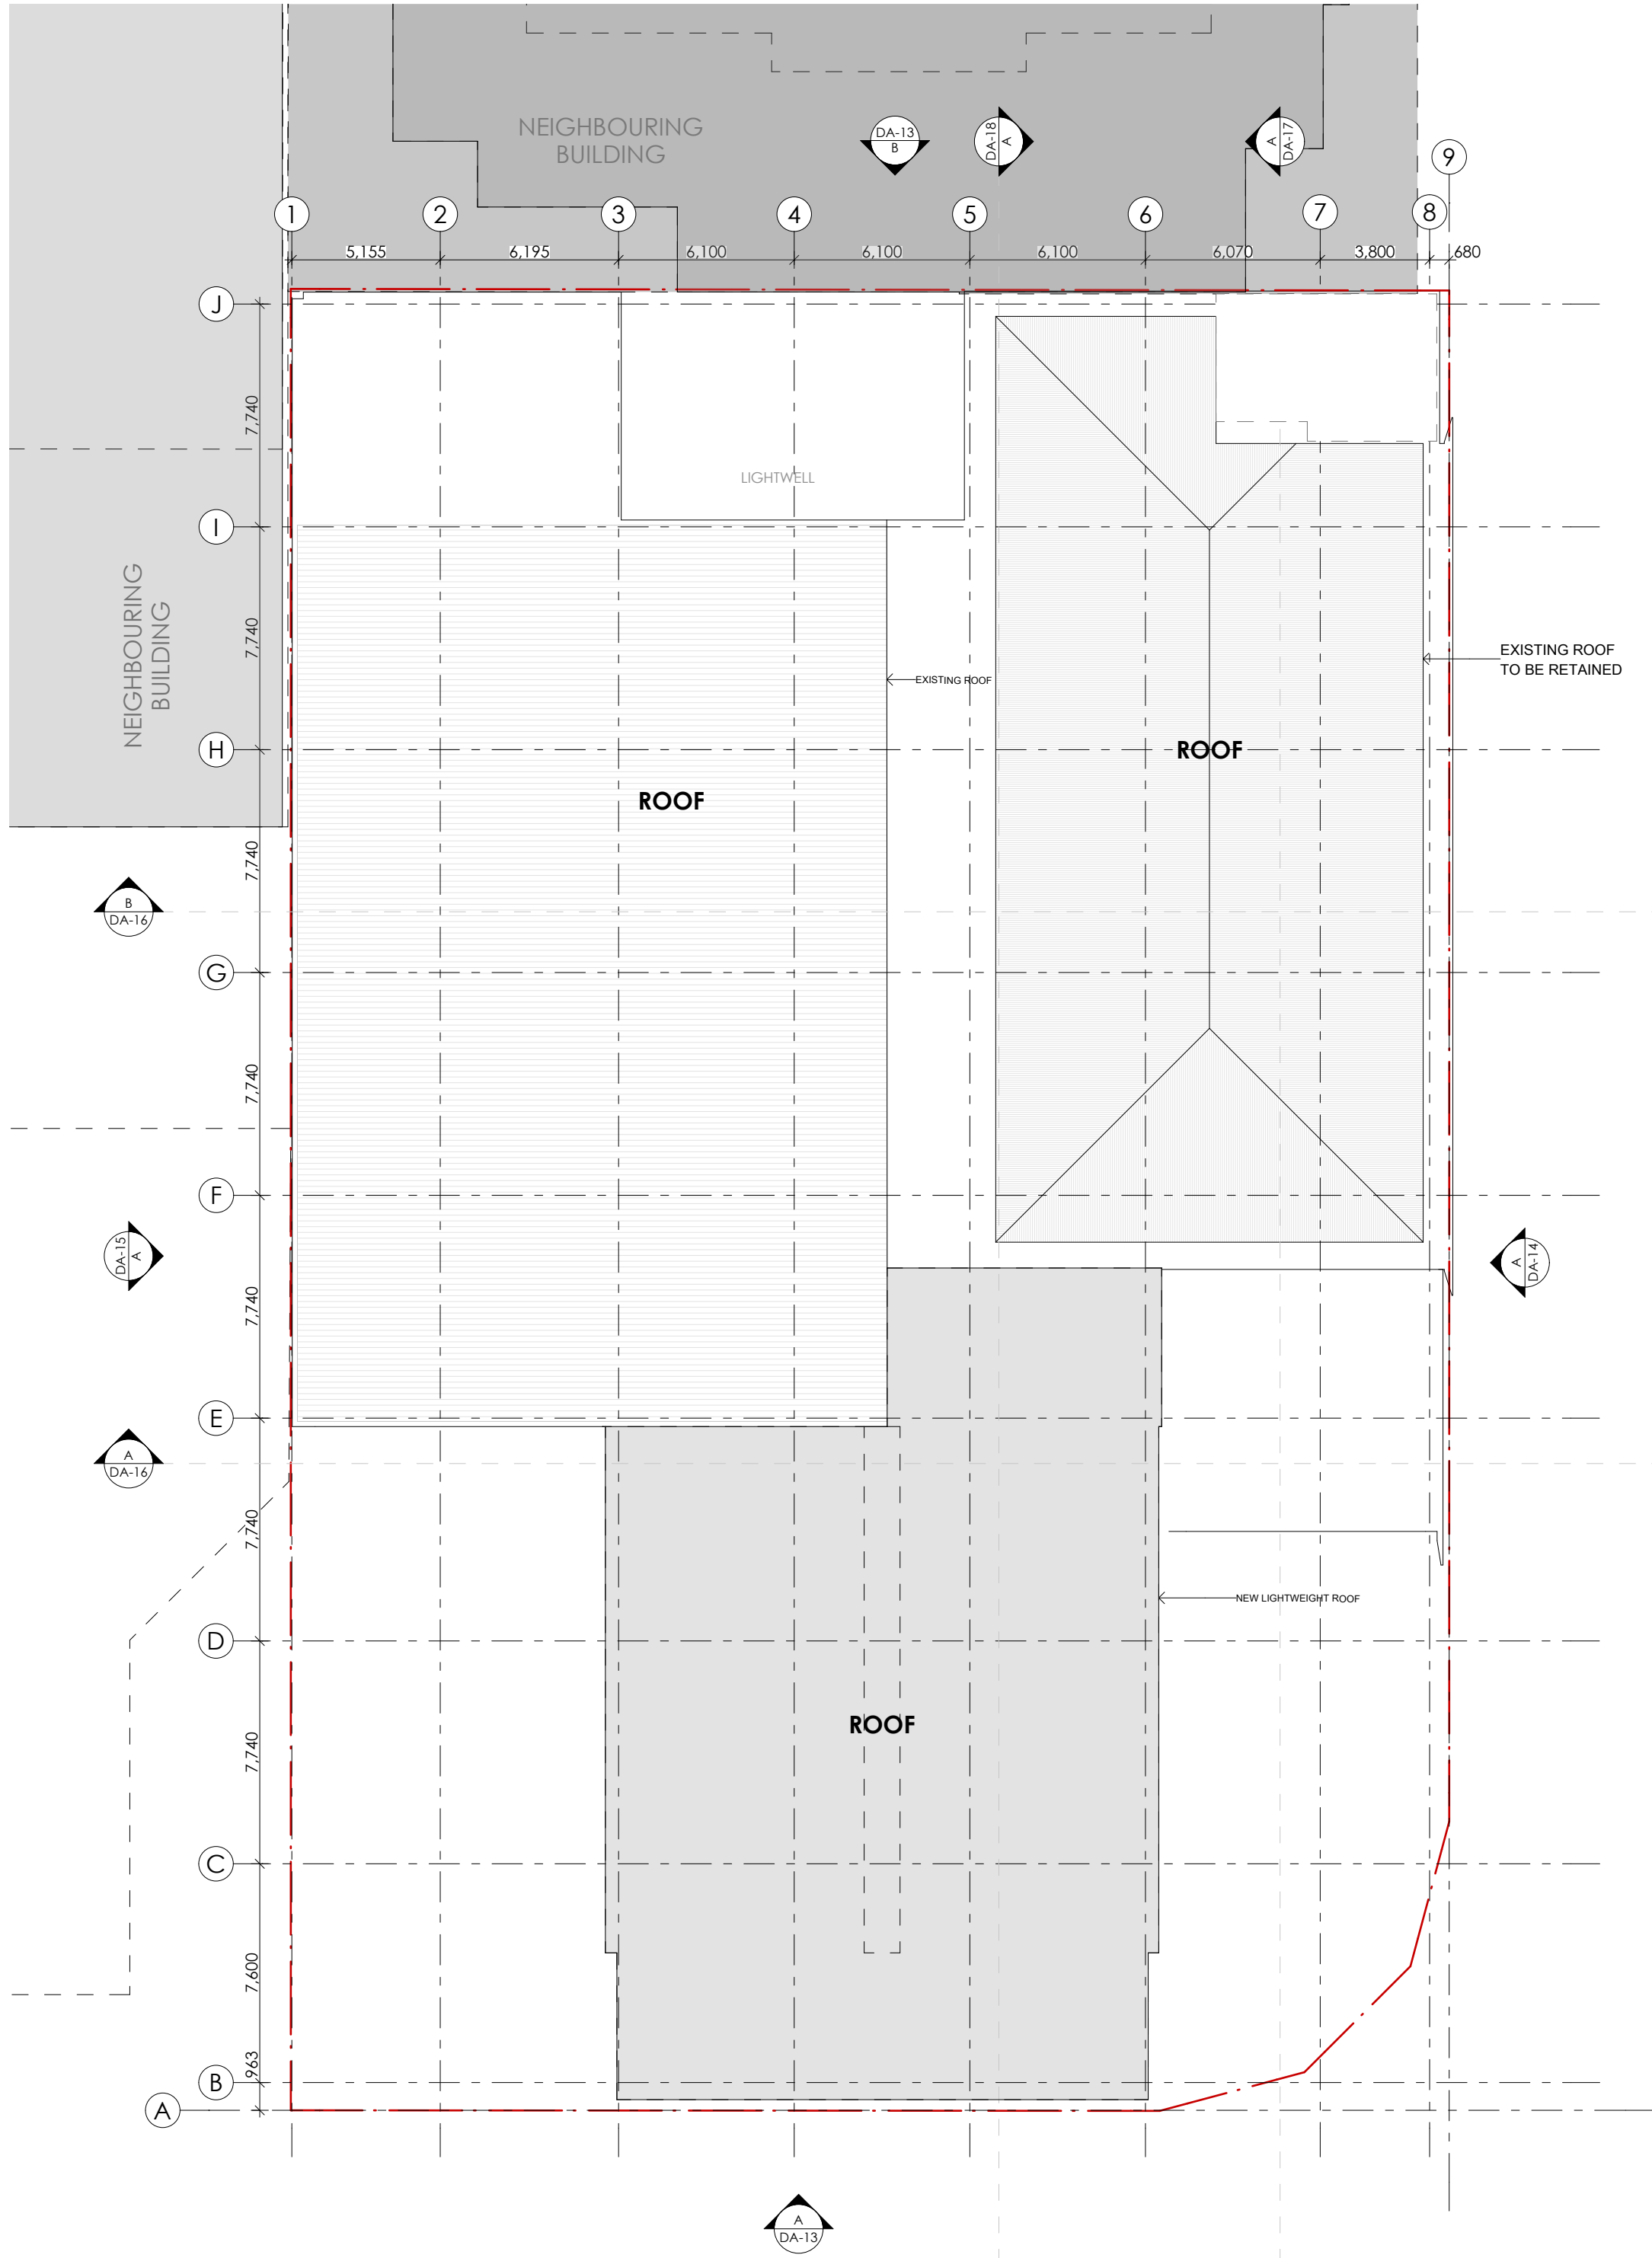 NEIGHBOURING
BUILDING
DA-13
B
DA-18
A
A
DA-17
9
1
2
3
4
5
6
7
8
5,155
6,195
6,100
6,100
6,100
6,070
3,800
680
J
7,740
LIGHTWELL
I
NEIGHBOURING
BUILDING
7,740
EXISTING ROOF
TO BE RETAINED
EXISTING ROOF
H
ROOF
ROOF
7,740
B
DA-16
G
7,740
F
DA-15
A
A
DA-14
7,740
E
A
DA-16
7,740
NEW LIGHTWEIGHT ROOF
D
ROOF
7,740
C
7,600
963
B
A
A
DA-13